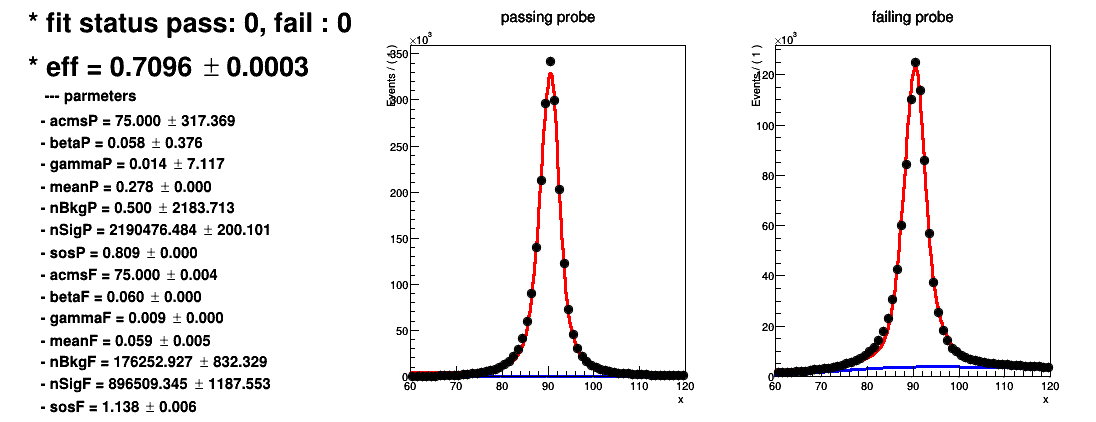 * fit status pass: 0, fail : 0
* eff = 0.7096 ± 0.0003
--- parmeters
- acmsP = 75.000 ± 317.369
- betaP = 0.058 ± 0.376
- gammaP = 0.014 ± 7.117
- meanP = 0.278 ± 0.000
- nBkgP = 0.500 ± 2183.713
- nSigP = 2190476.484 ± 200.101
- sosP = 0.809 ± 0.000
- acmsF = 75.000 ± 0.004
- betaF = 0.060 ± 0.000
- gammaF = 0.009 ± 0.000
- meanF = 0.059 ± 0.005
- nBkgF = 176252.927 ± 832.329
- nSigF = 896509.345 ± 1187.553
- sosF = 1.138 ± 0.006
passing probe
×10³
Events / ( 1 )
350
300
250
200
150
100
50
0
60 70 80 90 100 110 120
x
failing probe
×10³
Events / ( 1 )
120
100
80
60
40
20
0
60 70 80 90 100 110 120
x